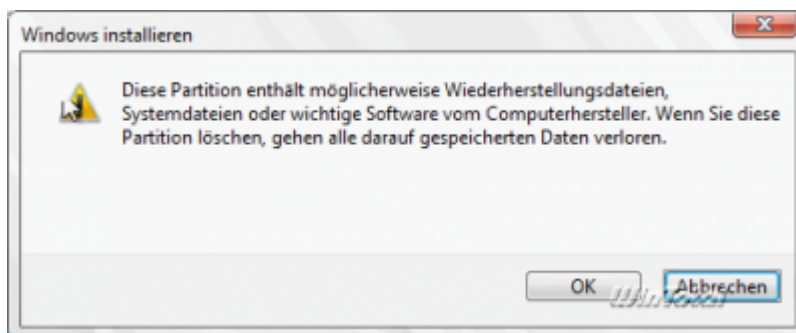 Windows installieren
Diese Partition enthält möglicherweise Wiederherstellungsdateien,
Systemdateien oder wichtige Software vom Computerhersteller. Wenn Sie diese
Partition löschen, gehen alle darauf gespeicherten Daten verloren.
OK
Abbrechen